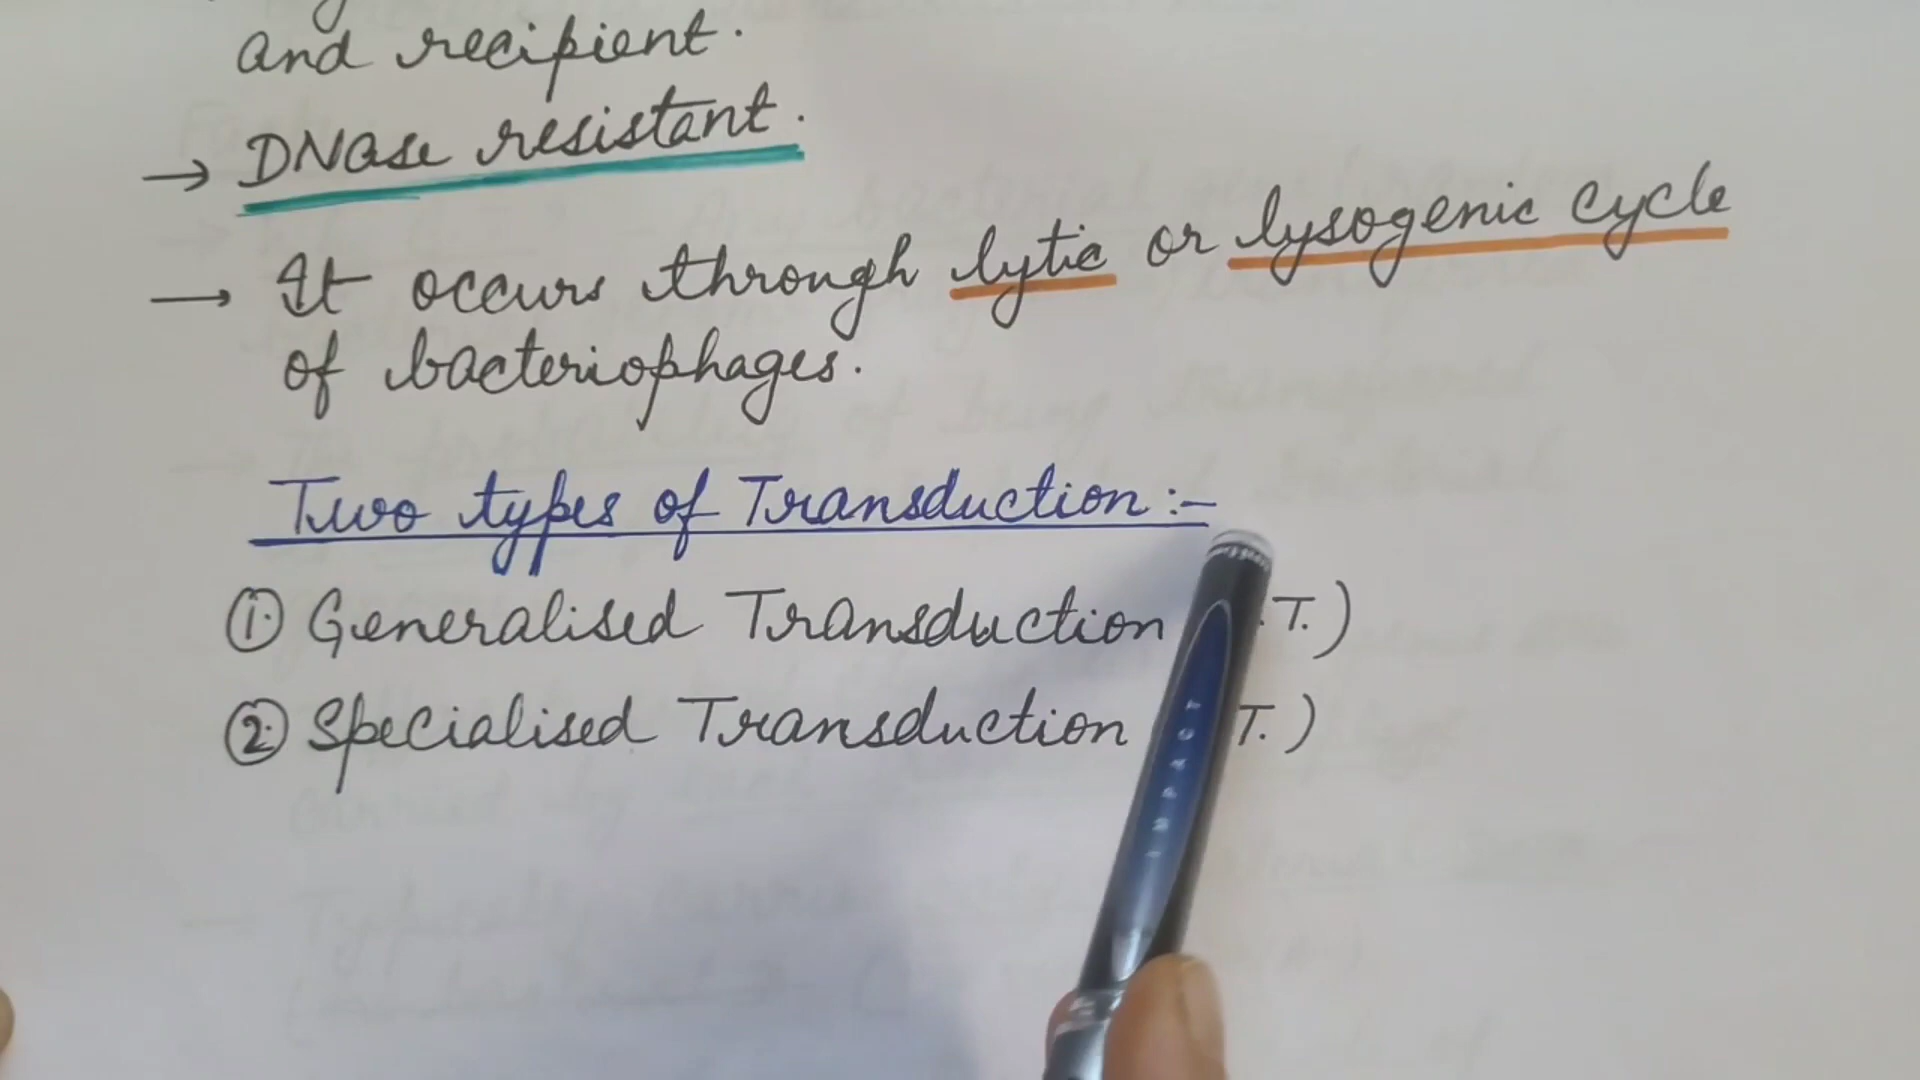 and recipient.
→ DNase resistant.
→ It occurs through lytic or lysogenic cycle
of bacteriophages.
Two types of Transduction :-
① Generalised Transduction .T.)
② Specialised Transduction T.)